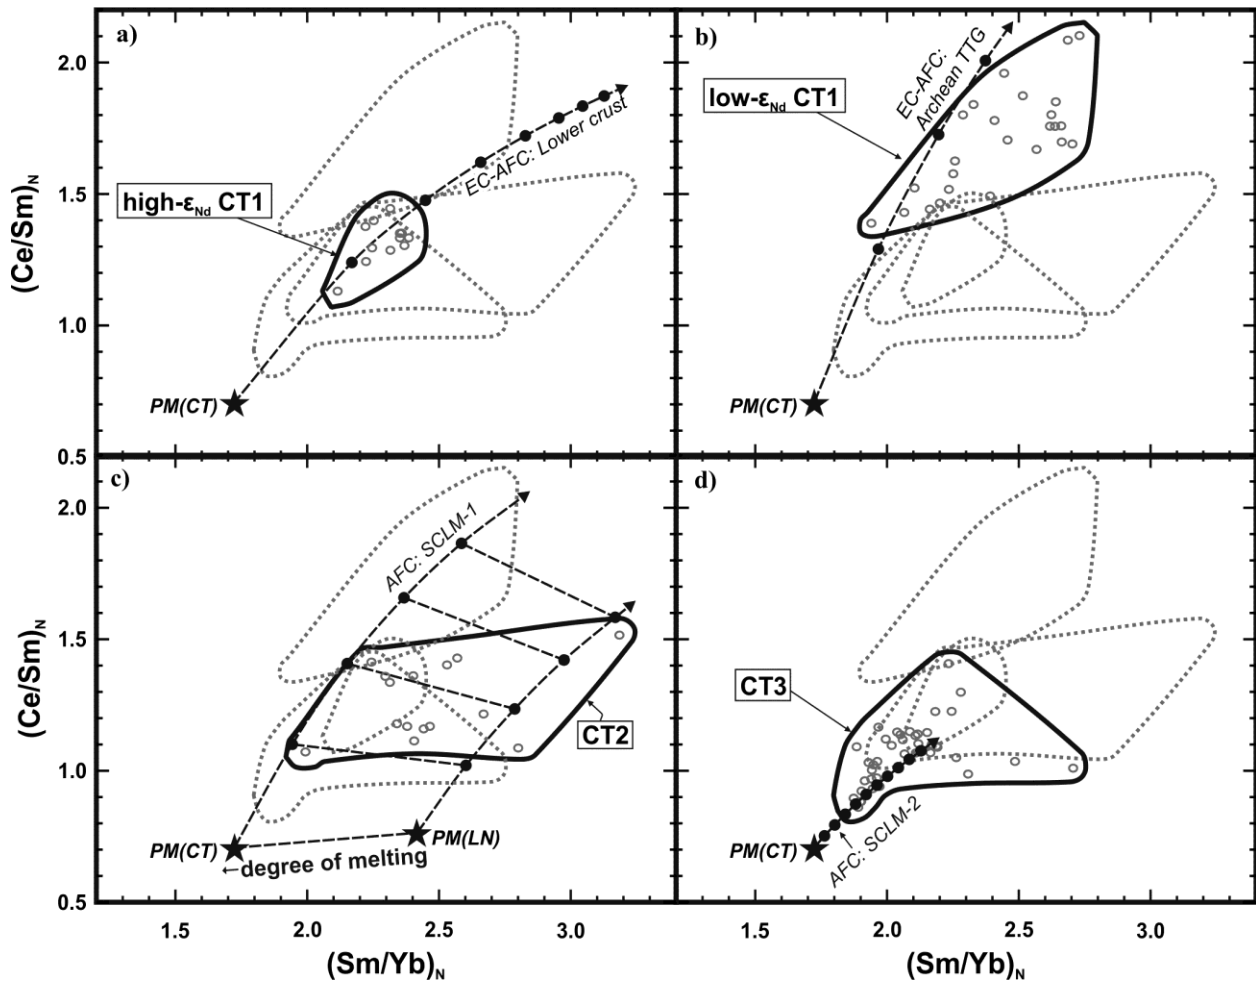 a)
2.0
1.5
1.0
0.5
(Ce/Sm)N
high-εNd CT1
EC-AFC: Lower crust
PM(CT)
b)
low-εNd CT1
EC-AFC:
Archean TTG
PM(CT)
c)
2.0
1.5
1.0
0.5
(Ce/Sm)N
AFC: SCLM-1
CT2
PM(CT)
PM(LN)
←degree of melting
1.5
2.0
2.5
3.0
(Sm/Yb)N
d)
CT3
PM(CT)
AFC: SCLM-2
1.5
2.0
2.5
3.0
(Sm/Yb)N